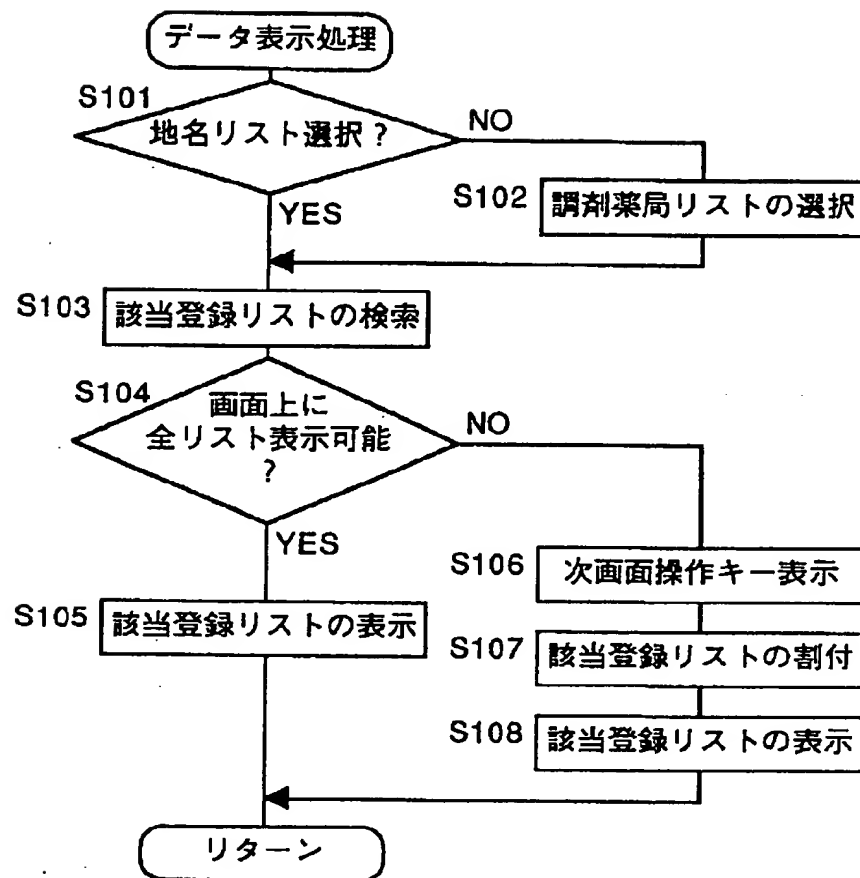 データ表示処理
S101
地名リスト選択?
NO
YES
S102
調剤薬局リストの選択
S103
該当登録リストの検索
S104
画面上に
全リスト表示可能
?
NO
YES
S106
次画面操作キー表示
S105
該当登録リストの表示
S107
該当登録リストの割付
S108
該当登録リストの表示
リターン